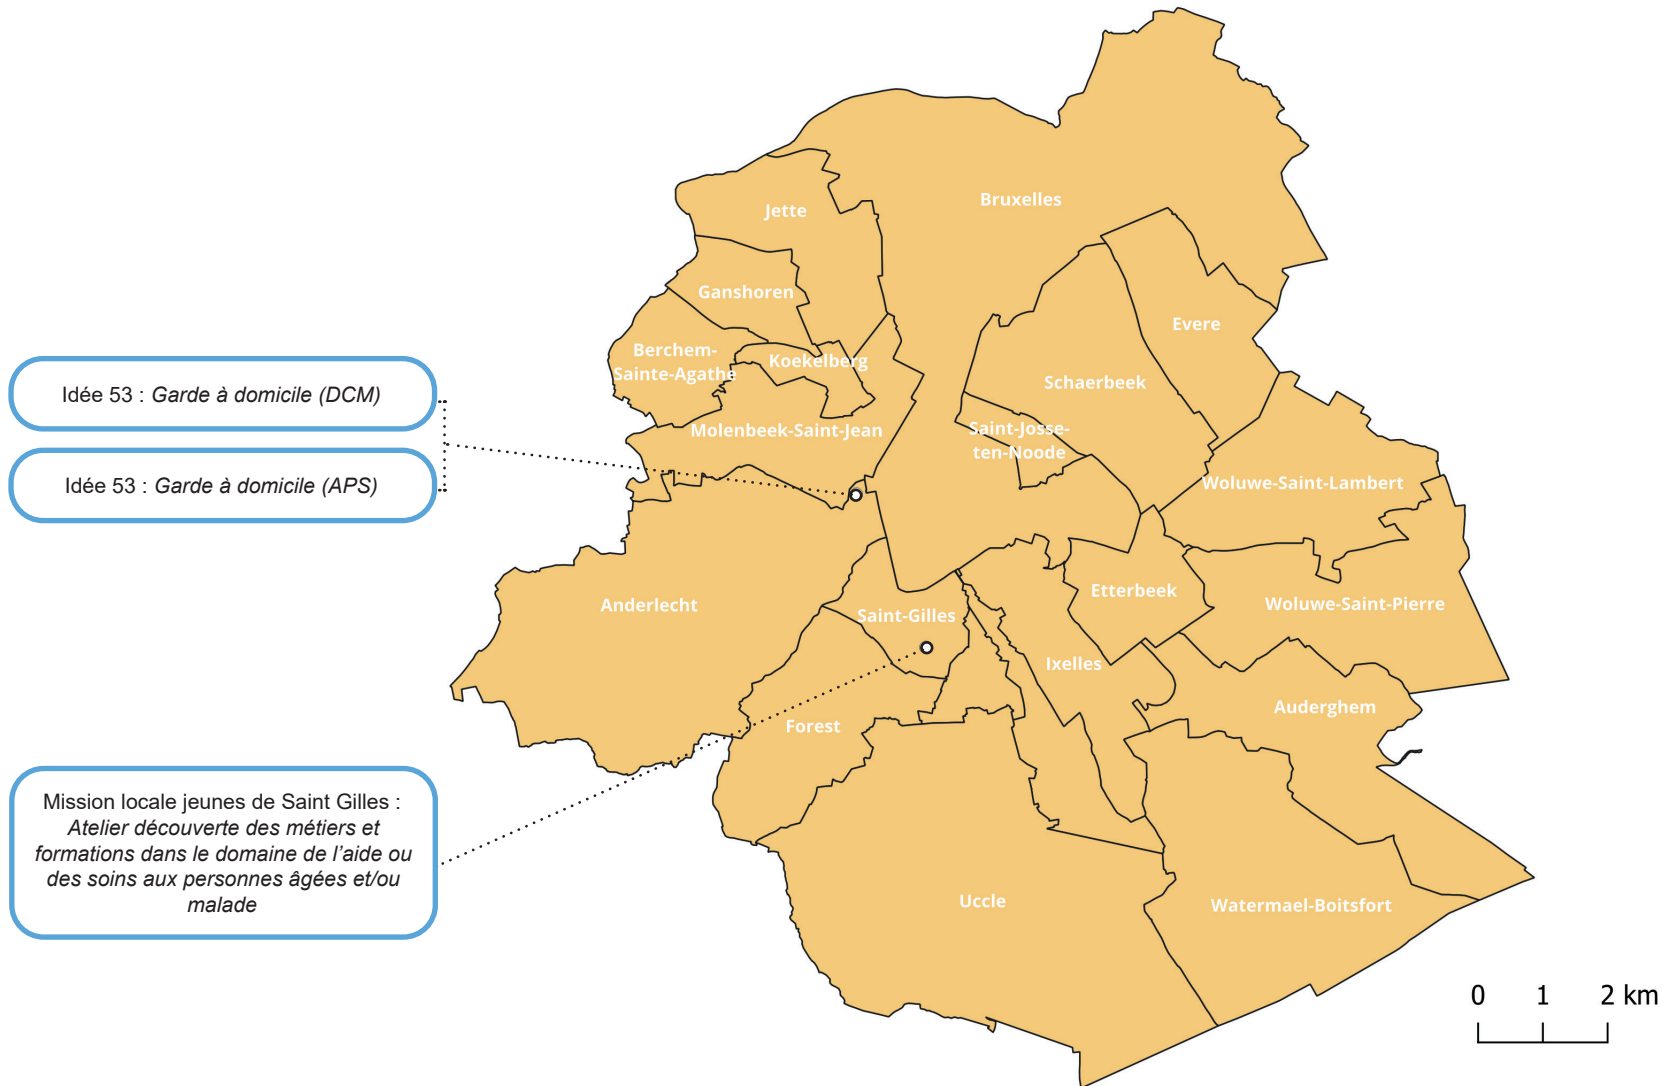 Bruxelles
Jette
Ganshoren
Evere
Berchem-
Sainte-Agathe
Koekelberg
Schaerbeek
Idée 53 : Garde à domicile (DCM)
Molenbeek-Saint-Jean
Saint-Josse-
ten-Noode
Idée 53 : Garde à domicile (APS)
Woluwe-Saint-Lambert
Etterbeek
Anderlecht
Woluwe-Saint-Pierre
Saint-Gilles
Ixelles
Auderghem
Forest
Mission locale jeunes de Saint Gilles :
Atelier découverte des métiers et
formations dans le domaine de l’aide ou
des soins aux personnes âgées et/ou
malade
Uccle
Watermael-Boitsfort
0 1 2 km